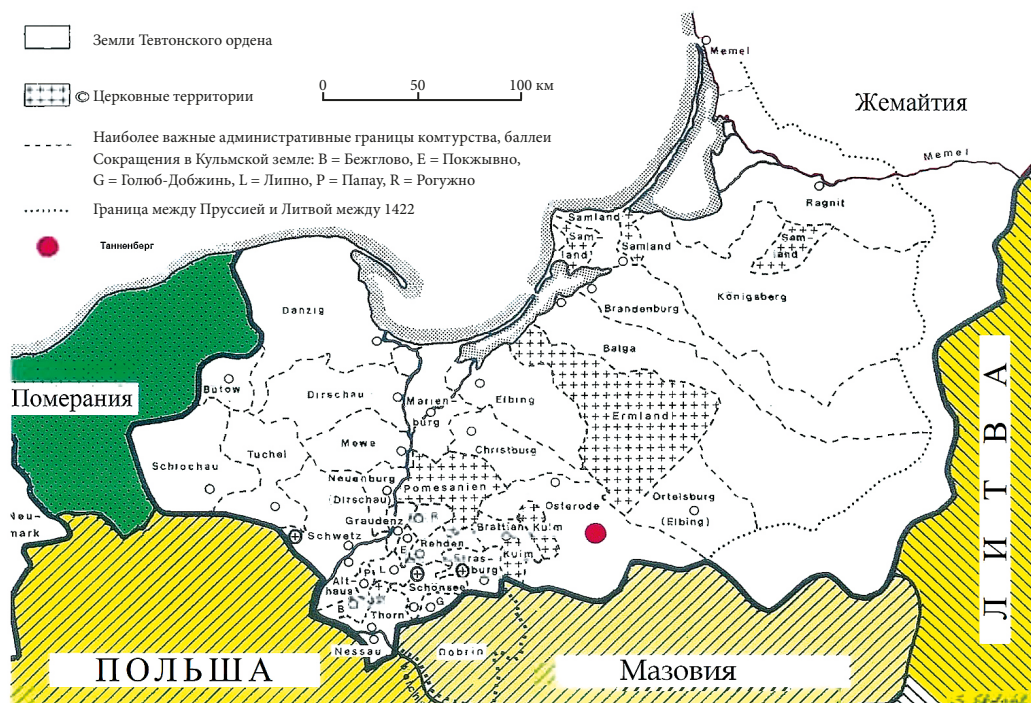 Земли Тевтонского ордена
© Церковные территории
0 50 100 км
Наиболее важные административные границы комтурства, баллеи
Сокращения в Кульмской земле: B = Бежглово, E = Покжывно,
G = Голюб-Добжинь, L = Липно, P = Папау, R = Рогужно
Граница между Пруссией и Литвой между 1422
Танненберг
Memel
Жемайтия
Memel
Ragnit
Samland
Sam
land
Samland
Sam
land
Königsberg
Brandenburg
Balga
Danzig
Bütow
Померания
Dirschau
Marien
burg
Elbing
Ermland
Mewe
Christburg
Tuchel
Schlochau
Neuenburg
(Dirschau)
Pomesanien
Osterode
Ortelsburg
(Elbing)
Neu-
mark
Graudenz
R
Schwetz
E
Rehden
Brattian
Kulm
Kulm
Stras
burg
P
L
Alt
haus
Schönsee
B
G
Thorn
Nessau
Dobrin
ПОЛЬША
Мазовия
ЛИТВА